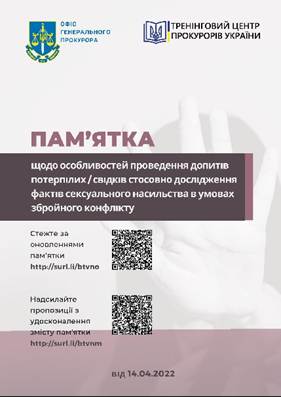 ОФІС
ГЕНЕРАЛЬНОГО
ПРОКУРОРА
ТРЕНІНГОВИЙ ЦЕНТР
ПРОКУРОРІВ УКРАЇНИ
ПАМ'ЯТКА
щодо особливостей проведення допитів
потерпілих / свідків стосовно дослідження
фактів сексуального насильства в умовах
збройного конфлікту
Стежте за
оновленнями
пам'ятки
http://surl.li/btvno
Надсилайте
пропозиції з
удосконалення
змісту пам'ятки
http://surl.li/btvnm
від 14.04.2022